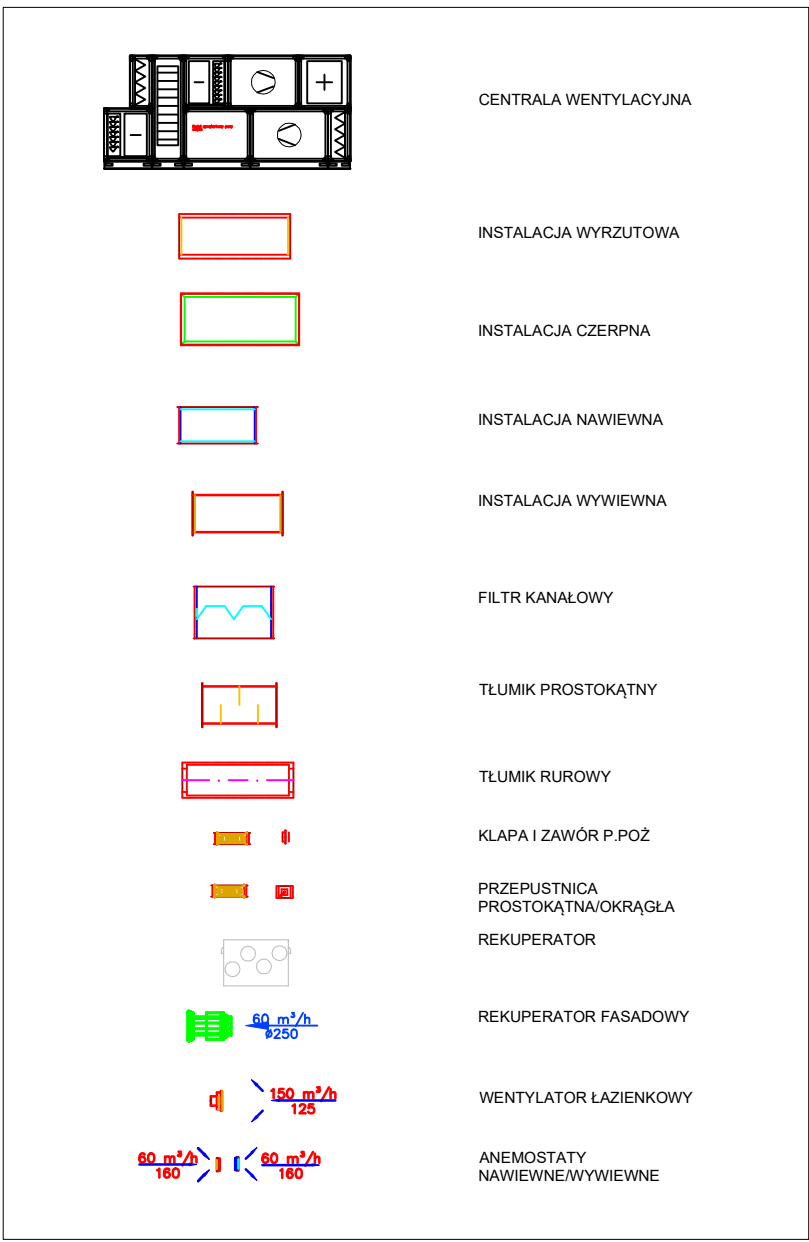 CENTRALA WENTYLACYJNA
INSTALACJA WYRZUTOWA
INSTALACJA CZERPNA
INSTALACJA NAWIEWNA
INSTALACJA WYWIEWNA
FILTR KANAŁOWY
TŁUMIK PROSTOKĄTNY
TŁUMIK RUROWY
KLAPA I ZAWÓR P.POŻ
PRZEPUSTNICA
PROSTOKĄTNA/OKRĄGŁA
REKUPERATOR
60 m³/h
ø250
REKUPERATOR FASADOWY
150 m³/h
125
WENTYLATOR ŁAZIENKOWY
60 m³/h
160
60 m³/h
160
ANEMOSTATY
NAWIEWNE/WYWIEWNE